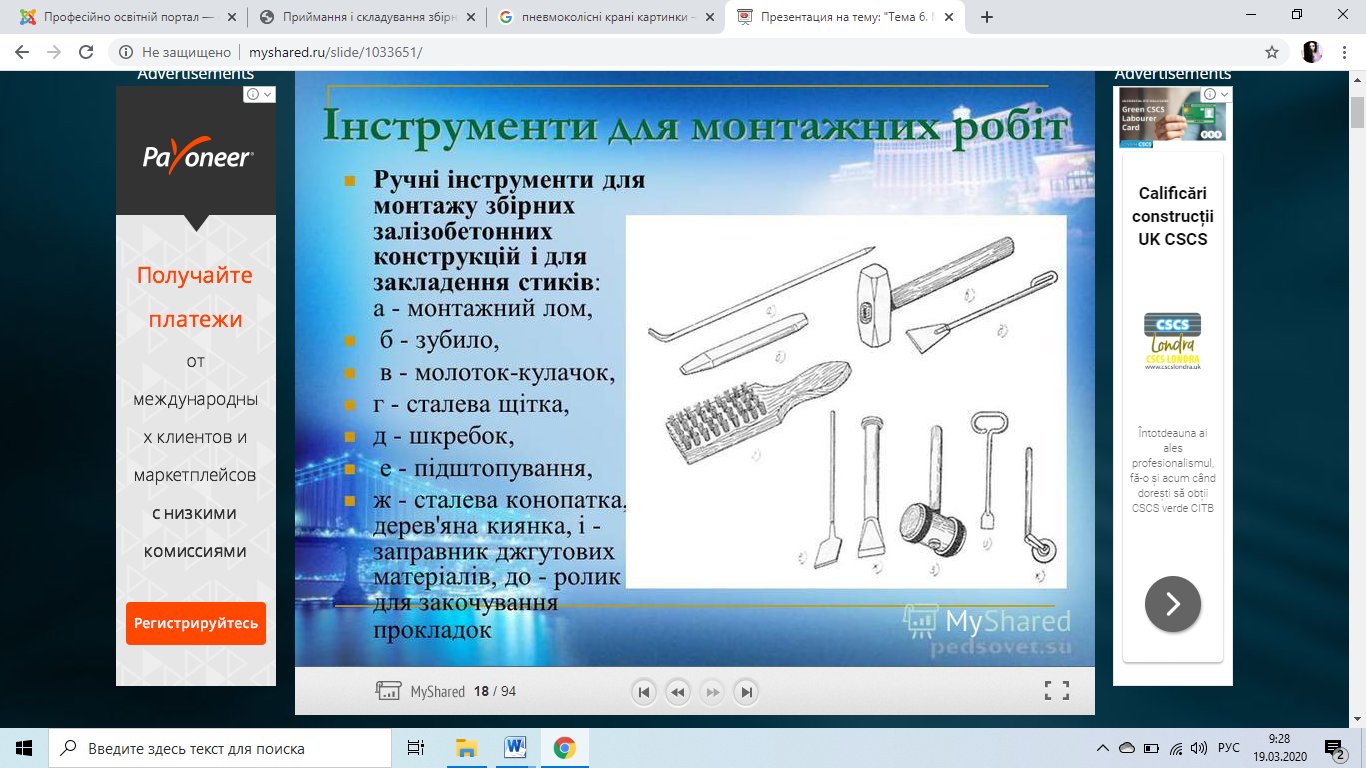 Професійно освітній портал —
Приймання і складування збірн
пневмоколісні крані картинки -
Презентация на тему: "Тема 6. М
Не защищено
myshared.ru/slide/1033651/
Advertisements
Payoneer
Получайте
платежи
от
международны
х клиентов и
маркетплейсов
с низкими
комиссиями
Регистрируйтесь
Інструменти для монтажних робіт
Ручні інструменти для
монтажу збірних
залізобетонних
конструкцій і для
закладення стиків:
а - монтажний лом,
б - зубило,
в - молоток-кулачок,
г - сталева щітка,
д - шкребок,
е - підштопування,
ж - сталева конопатка,
дерев'яна киянка, і -
заправник джгутових
матеріалів, до - ролик
для закочування
прокладок
MyShared
pedsovet.su
MyShared 18 / 94
Advertisements
Green CSCS
Labourer
Card
Calificări
construcții
UK CSCS
CSCS
Londra
CSCS LONDRA
www.cscslondra.uk
Întotdeauna ai
ales
profesionalismul,
fă-o și acum când
dorești să obții
CSCS verde CITB
Введите здесь текст для поиска
РУС
9:28
19.03.2020
2